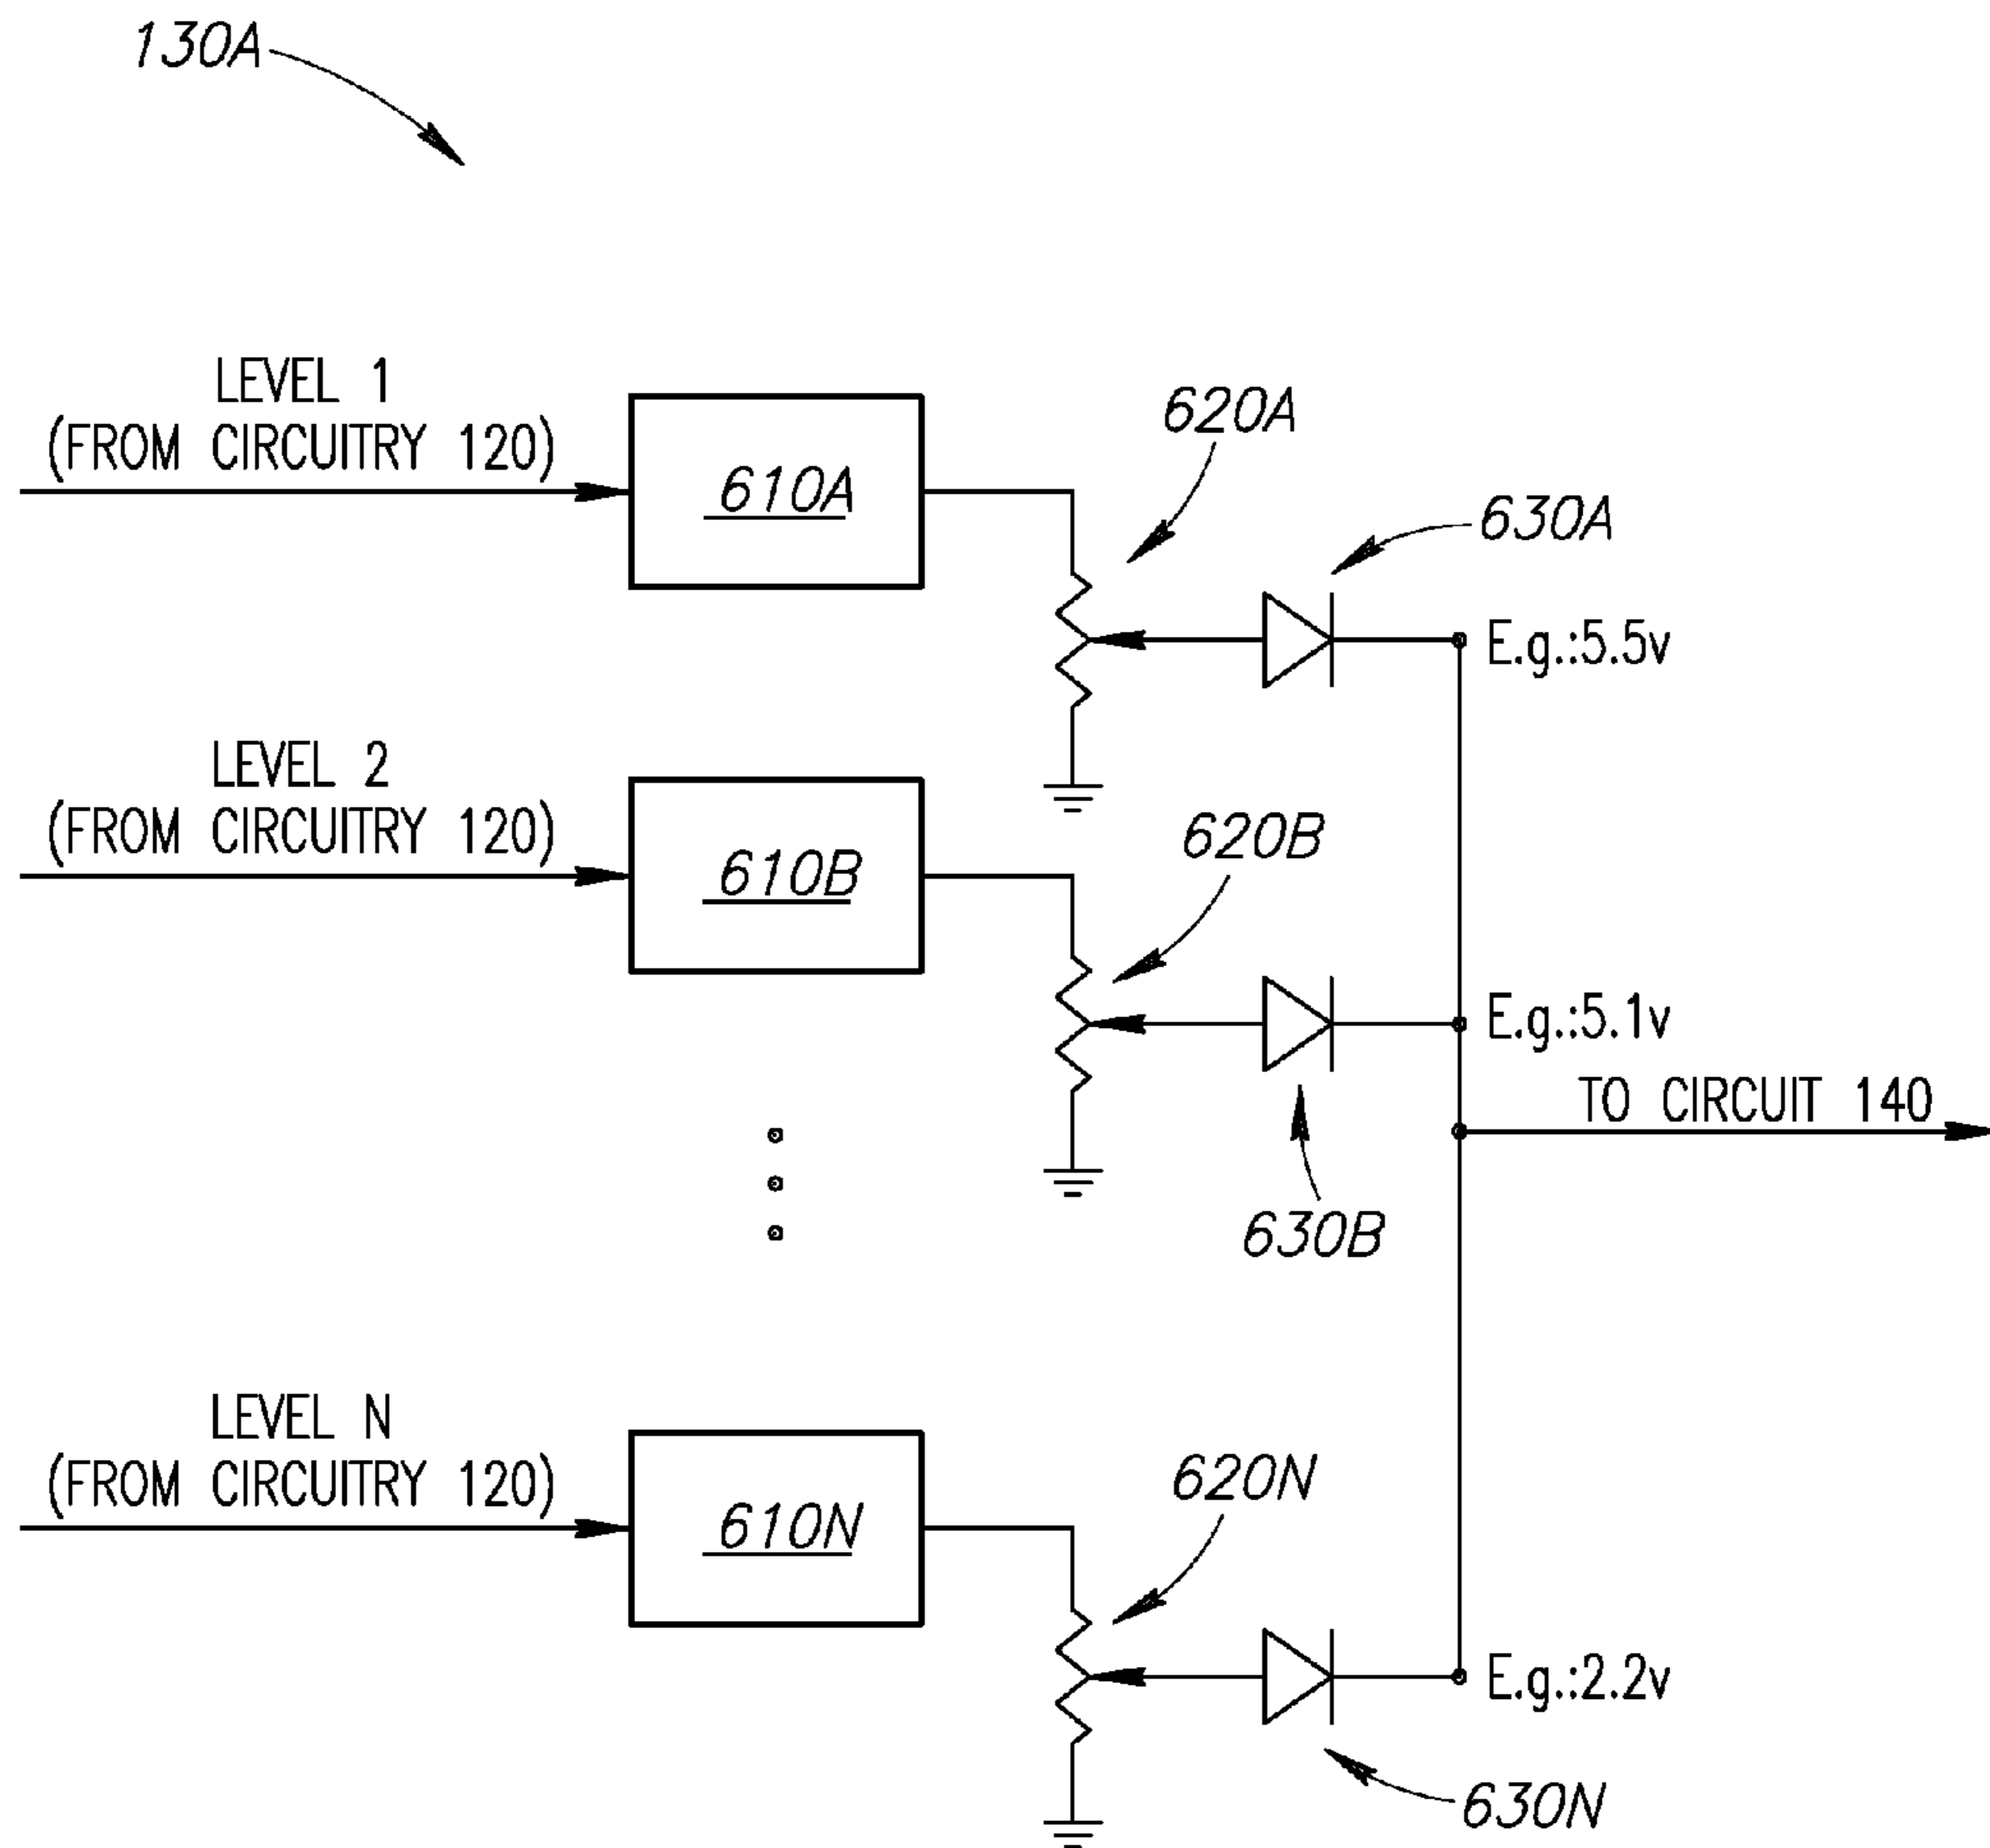 130A
LEVEL 1
(FROM CIRCUITRY 120)
610A
620A
630A
E.g.:5.5v
LEVEL 2
(FROM CIRCUITRY 120)
610B
620B
E.g.:5.1v
TO CIRCUIT 140
630B
LEVEL N
(FROM CIRCUITRY 120)
610N
620N
E.g.:2.2v
630N